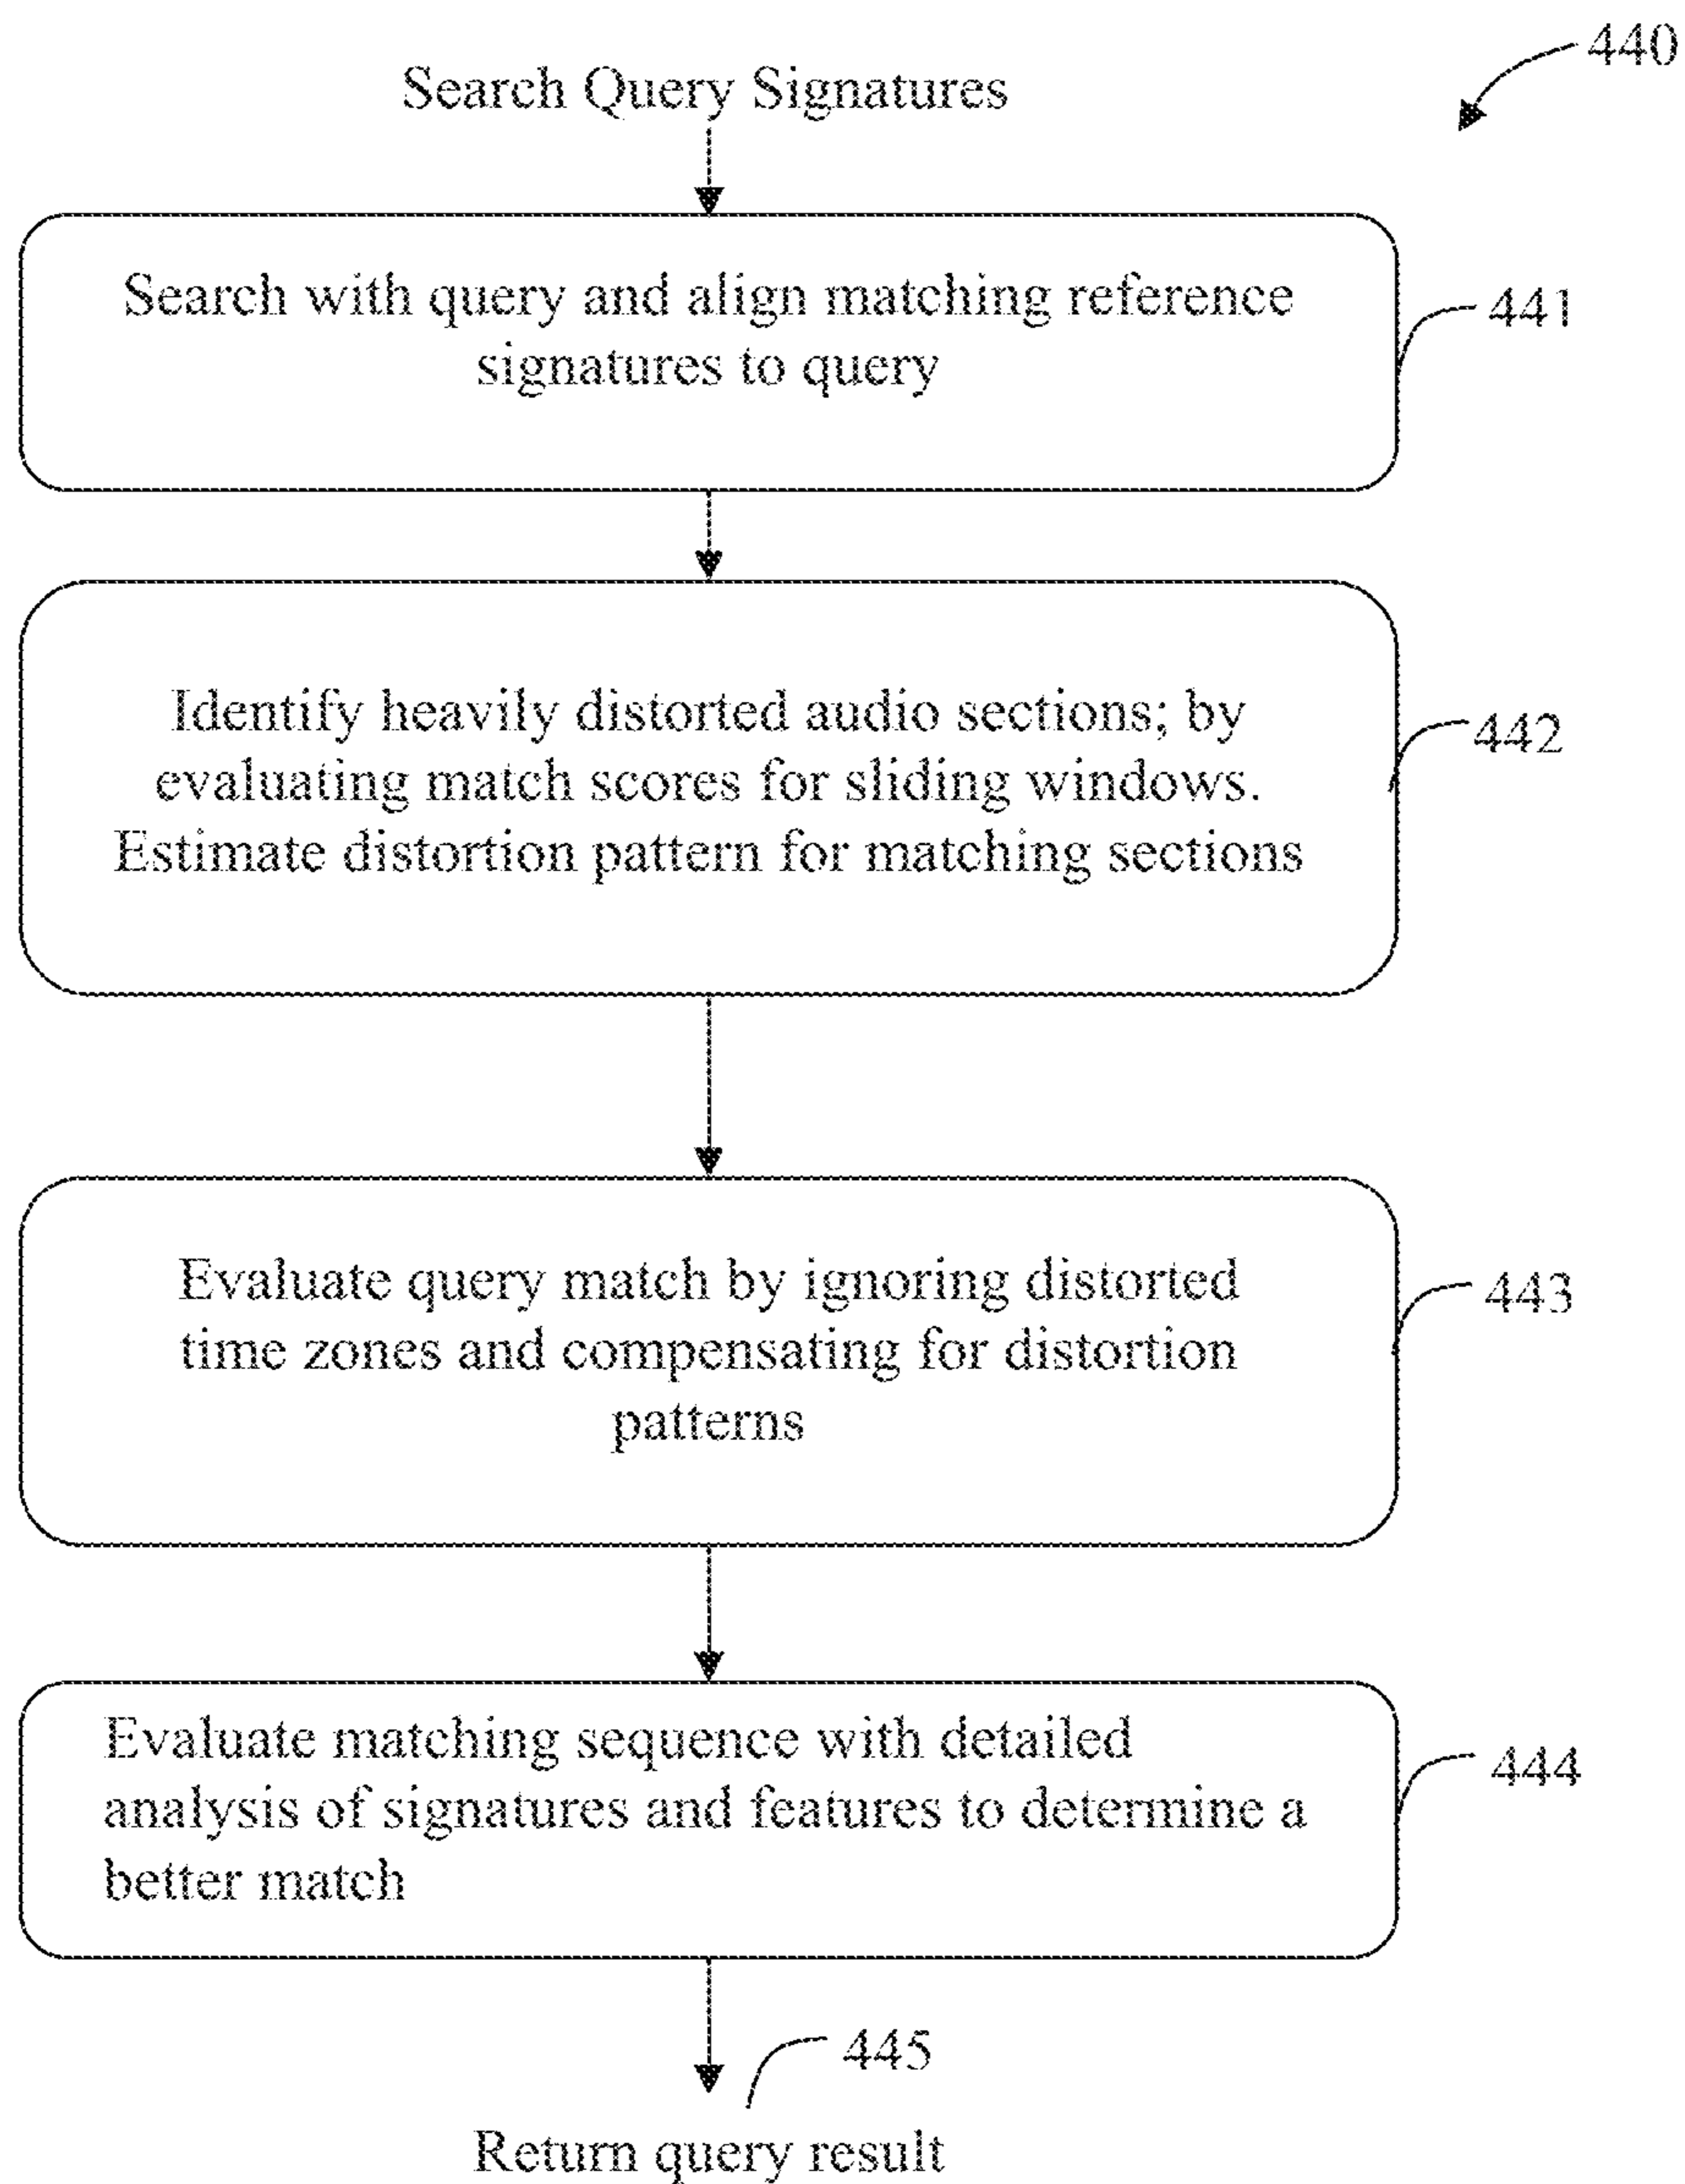 440
Search Query Signatures
Search with query and align matching reference
signatures to query
441
Identify heavily distorted audio sections; by
evaluating match scores for sliding windows.
Estimate distortion pattern for matching sections
442
Evaluate query match by ignoring distorted
time zones and compensating for distortion
patterns
443
Evaluate matching sequence with detailed
analysis of signatures and features to determine a
better match
444
445
Return query result